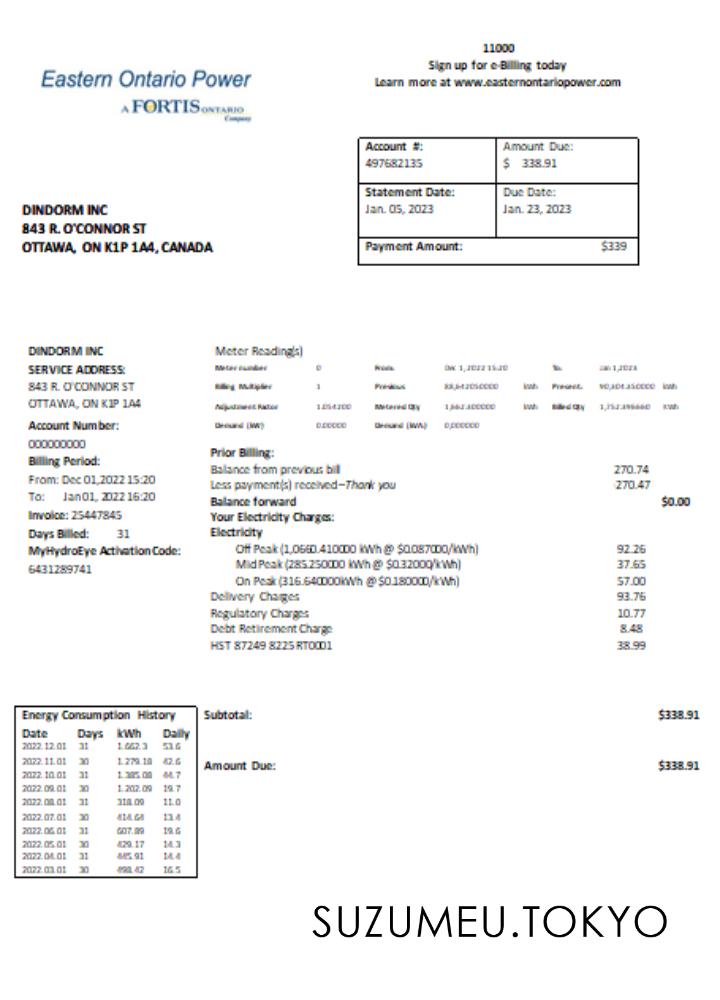 11000
Sign up for e-Billing today
Learn more at www.easternontariopower.com
Eastern Ontario Power
A FORTIS ONTARIO
Company
Account #: Amount Due:
497682135 $ 338.91
Statement Date: Due Date:
Jan. 05, 2023 Jan. 23, 2023
Payment Amount: $339
DINDORM INC
843 R. O'CONNOR ST
OTTAWA, ON K1P 1A4, CANADA
DINDORM INC
SERVICE ADDRESS:
843 R. O'CONNOR ST
OTTAWA, ON K1P 1A4
Account Number:
000000000
Billing Period:
From: Dec 01,2022 15:20
To: Jan 01, 2022 16:20
Invoice: 25447845
Days Billed: 31
MyHydroEye Activation Code:
6431289741
Meter Reading(s)
Meter number 0 From: Dec 1, 2022 15:20 To: Jan 1,2023
Billing Multiplier 1 Previous 88,642050000 kWh Present. 90,304.350000 kWh
Adjustment Factor 1.054200 Metered Qty 1,662.300000 kWh Billed Qty 1,752.396660 kWh
Demand (kW) 0.00000 Demand (kVA) 0,000000
Prior Billing:
Balance from previous bill 270.74
Less payment(s) received–Thank you 270.47
Balance forward $0.00
Your Electricity Charges:
Electricity
Off Peak (1,0660.410000 kWh @ $0.087000/kWh) 92.26
Mid Peak (285.250000 kWh @ $0.32000/kWh) 37.65
On Peak (316.640000kWh @ $0.180000/kWh) 57.00
Delivery Charges 93.76
Regulatory Charges 10.77
Debt Retirement Charge 8.48
HST 87249 8225 RT0001 38.99
Energy Consumption History
Date Days kWh Daily
2022.12.01 31 1.662.3 53.6
2022.11.01 30 1.279.18 42.6
2022.10.01 31 1.385.08 44.7
2022.09.01 30 1.202.09 19.7
2022.08.01 31 318.09 11.0
2022.07.01 30 414.64 13.4
2022.06.01 31 607.89 19.6
2022.05.01 30 429.17 14.3
2022.04.01 31 445.91 14.4
2022.03.01 30 498.42 16.5
Subtotal: $338.91
Amount Due: $338.91
SUZUMEU.TOKYO